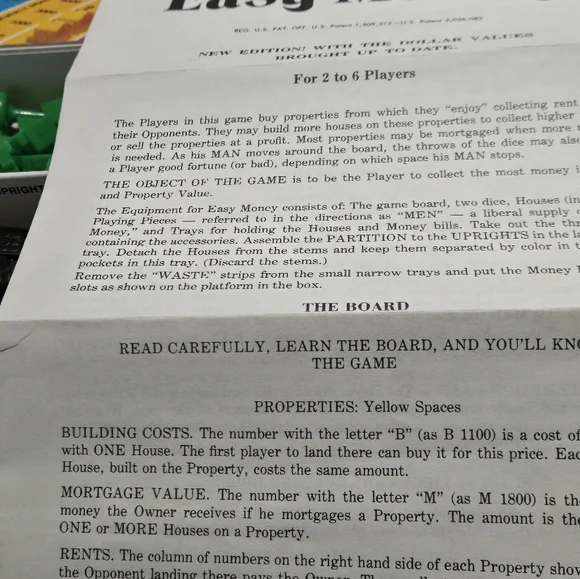 Easy
REG. U.S. PAT. OFF. U.S. Patent 1,509,312—U.S. Patent
NEW EDITION! WITH THE DOLLAR VALUES
BROUGHT UP TO DATE.
For 2 to 6 Players
The Players in this game buy properties from which they "enjoy" collecting rent
their Opponents. They may build more houses on these properties to collect higher
or sell the properties at a profit. Most properties may be mortgaged when more
is needed. As his MAN moves around the board, the throws of the dice may also
a Player good fortune (or bad), depending on which space his MAN stops.
THE OBJECT OF THE GAME is to be the Player to collect the most money i
and Property Value.
The Equipment for Easy Money consists of: The game board, two dice, Houses (in
Playing Pieces — referred to in the directions as "MEN" — a liberal supply
Money," and Trays for holding the Houses and Money bills. Take out the thr
containing the accessories. Assemble the PARTITION to the UPRIGHTS in the la
tray. Detach the Houses from the stems and keep them separated by color in t
pockets in this tray. (Discard the stems.)
Remove the "WASTE" strips from the small narrow trays and put the Money
slots as shown on the platform in the box.
THE BOARD
READ CAREFULLY, LEARN THE BOARD, AND YOU'LL KNO
THE GAME
PROPERTIES: Yellow Spaces
BUILDING COSTS. The number with the letter "B" (as B 1100) is a cost of
with ONE House. The first player to land there can buy it for this price. Eac
House, built on the Property, costs the same amount.
MORTGAGE VALUE. The number with the letter "M" (as M 1800) is the
money the Owner receives if he mortgages a Property. The amount is the
ONE or MORE Houses on a Property.
RENTS. The column of numbers on the right hand side of each Property show
the Opponent landing there pays the Owner.
UPRIGHT